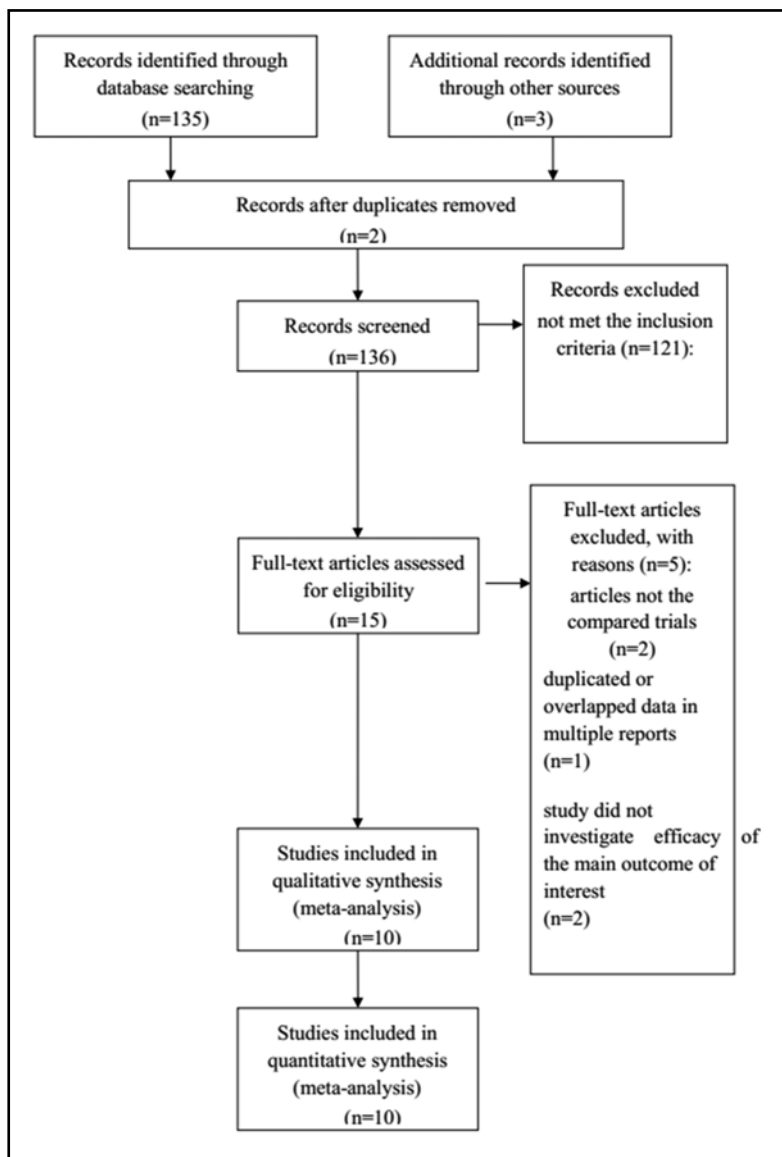 Records identified through
database searching
(n=135)
Additional records identified
through other sources
(n=3)
Records after duplicates removed
(n=2)
Records screened
(n=136)
Records excluded
not met the inclusion
criteria (n=121):
Full-text articles assessed
for eligibility
(n=15)
Full-text articles
excluded, with
reasons (n=5):
articles not the
compared trials
(n=2)
duplicated or
overlapped data in
multiple reports
(n=1)
study did not
investigate efficacy of
the main outcome of
interest
(n=2)
Studies included in
qualitative synthesis
(meta-analysis)
(n=10)
Studies included in
quantitative synthesis
(meta-analysis)
(n=10)